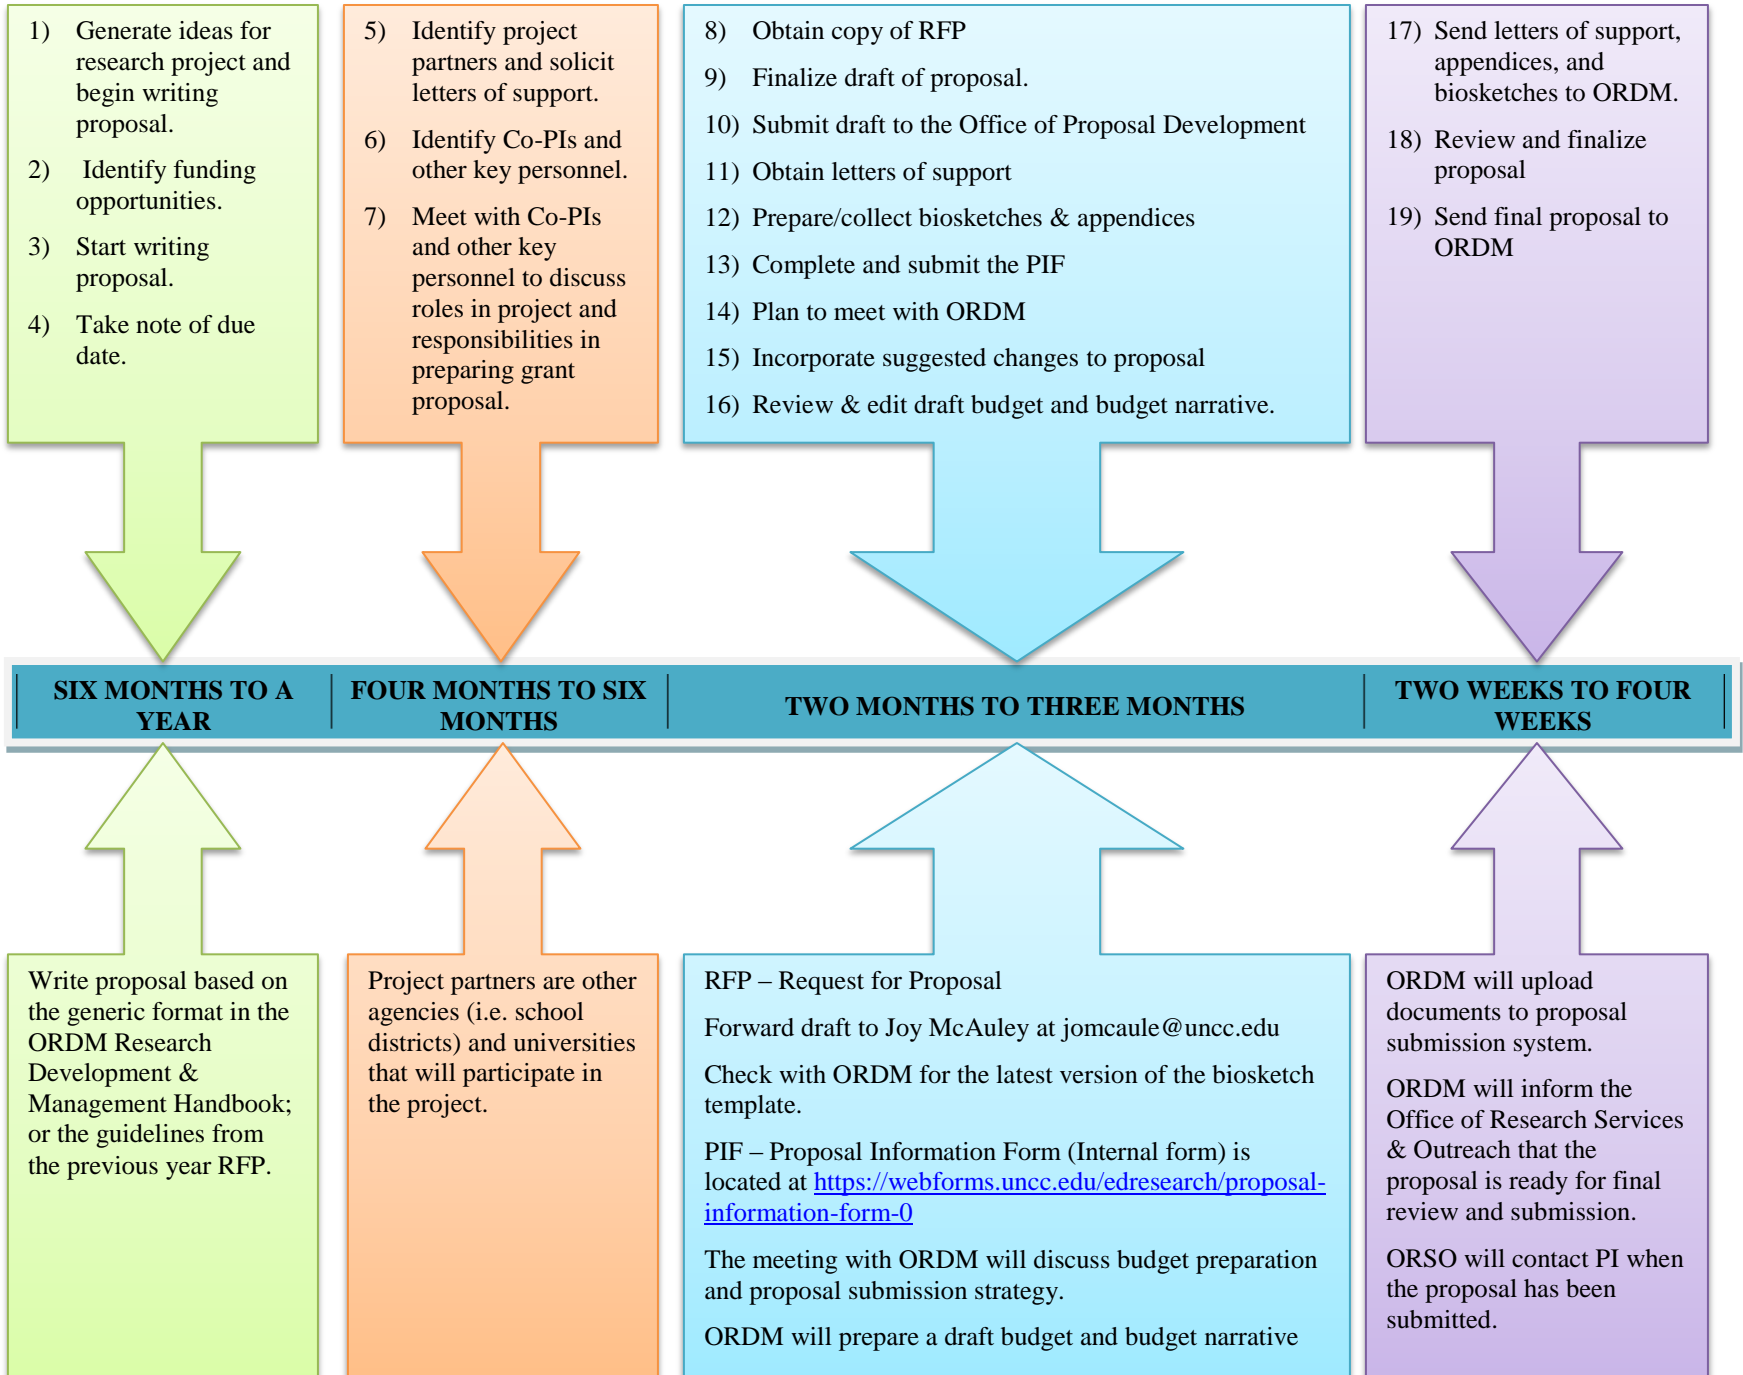 1) Generate ideas for
research project and
begin writing
proposal.
2) Identify funding
opportunities.
3) Start writing
proposal.
4) Take note of due
date.
5) Identify project
partners and solicit
letters of support.
6) Identify Co-PIs and
other key personnel.
7) Meet with Co-PIs
and other key
personnel to discuss
roles in project and
responsibilities in
preparing grant
proposal.
8) Obtain copy of RFP
9) Finalize draft of proposal.
10) Submit draft to the Office of Proposal Development
11) Obtain letters of support
12) Prepare/collect biosketches & appendices
13) Complete and submit the PIF
14) Plan to meet with ORDM
15) Incorporate suggested changes to proposal
16) Review & edit draft budget and budget narrative.
17) Send letters of support,
appendices, and
biosketches to ORDM.
18) Review and finalize
proposal
19) Send final proposal to
ORDM
SIX MONTHS TO A
YEAR
FOUR MONTHS TO SIX
MONTHS
TWO MONTHS TO THREE MONTHS
TWO WEEKS TO FOUR
WEEKS
Write proposal based on
the generic format in the
ORDM Research
Development &
Management Handbook;
or the guidelines from
the previous year RFP.
Project partners are other
agencies (i.e. school
districts) and universities
that will participate in
the project.
RFP – Request for Proposal
Forward draft to Joy McAuley at jomcaule@uncc.edu
Check with ORDM for the latest version of the biosketch
template.
PIF – Proposal Information Form (Internal form) is
located at https://webforms.uncc.edu/edresearch/proposal-
information-form-0
The meeting with ORDM will discuss budget preparation
and proposal submission strategy.
ORDM will prepare a draft budget and budget narrative
ORDM will upload
documents to proposal
submission system.
ORDM will inform the
Office of Research Services
& Outreach that the
proposal is ready for final
review and submission.
ORSO will contact PI when
the proposal has been
submitted.